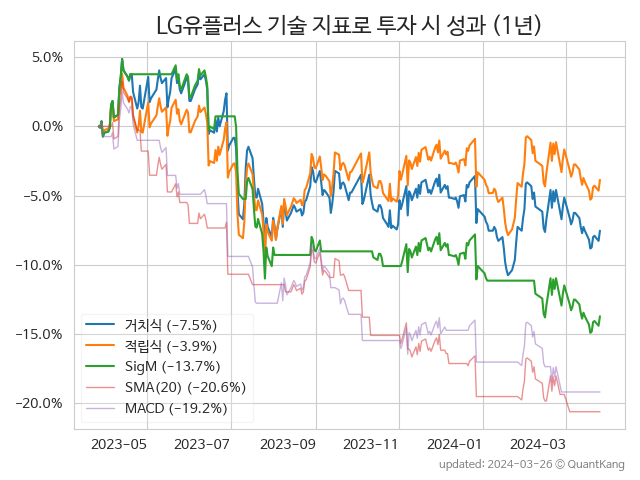 LG유플러스 기술 지표로 투자 시 성과 (1년)
5.0%
0.0%
−5.0%
−10.0%
−15.0%
−20.0%
거치식 (−7.5%)
적립식 (−3.9%)
SigM (−13.7%)
SMA(20) (−20.6%)
MACD (−19.2%)
2023−05
2023−07
2023−09
2023−11
2024−01
2024−03
updated: 2024−03−26 © QuantKang